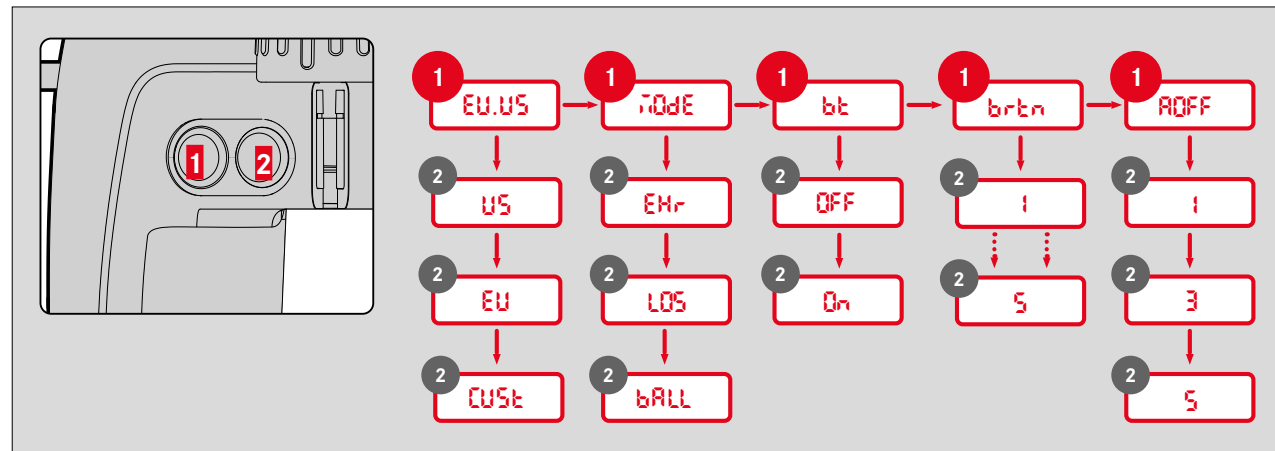 1 2
1 1 1 1 1
EU.US MOdE bt brtn AOFF
2 2 2 2 2
US EHr OFF 1 1
2 2 2 2 2
EU LOS On 5 3
2 2 2
CUSt bALL 5